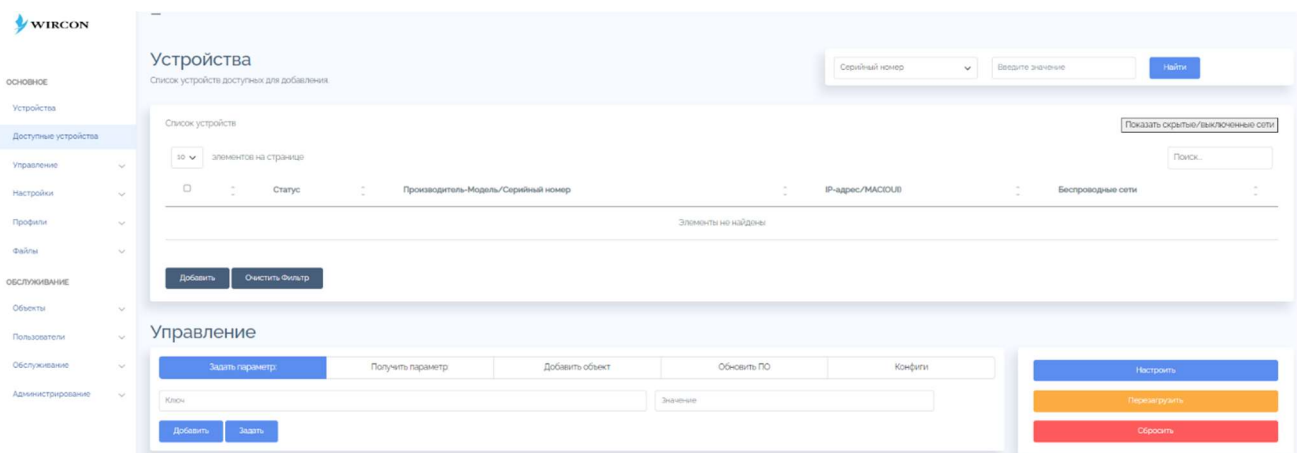 WIRCON
ОСНОВНОЕ
Устройства
Доступные устройства
Управление
Настройки
Профили
Файлы
ОБСЛУЖИВАНИЕ
Объекты
Пользователи
Обслуживание
Администрирование
Устройства
Список устройств доступных для добавления.
Серийный номер
Введите значение
Найти
Список устройств
Показать скрытые/выключенные сети
10 элементов на странице
Поиск...
Статус
Производитель-Модель/Серийный номер
IP-адрес/MAC(OUI)
Беспроводные сети
Элементы не найдены
Добавить
Очистить Фильтр
Управление
Задать параметр:
Получить параметр
Добавить объект
Обновить ПО
Конфиги
Ключ
Значение
Добавить
Задать
Настроить
Перезагрузить
Сбросить